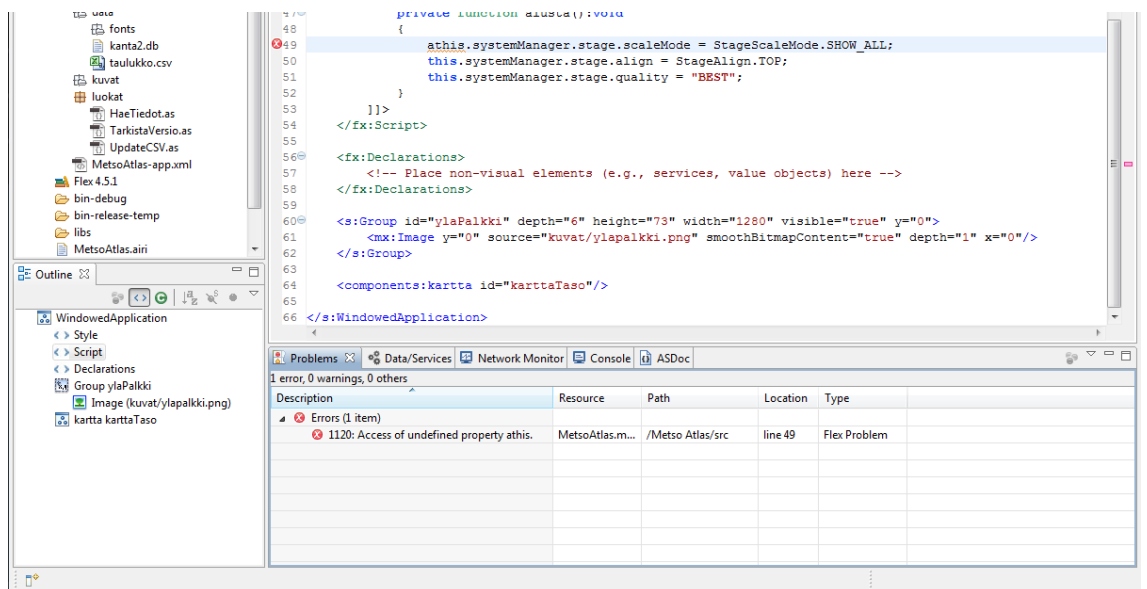 data
fonts
kanta2.db
taulukko.csv
kuvat
luokat
HaeTiedot.as
TarkistaVersio.as
UpdateCSV.as
MetsoAtlas-app.xml
Flex 4.5.1
bin-debug
bin-release-temp
libs
MetsoAtlas.airi
47 private function alusta():void
48 {
49 athis.systemManager.stage.scaleMode = StageScaleMode.SHOW_ALL;
50 this.systemManager.stage.align = StageAlign.TOP;
51 this.systemManager.stage.quality = "BEST";
52 }
53 ]]>
54 </fx:Script>
55
56 <fx:Declarations>
57 <!-- Place non-visual elements (e.g., services, value objects) here -->
58 </fx:Declarations>
59
60 <s:Group id="ylaPalkki" depth="6" height="73" width="1280" visible="true" y="0">
61 <mx:Image y="0" source="kuvat/ylapalkki.png" smoothBitmapContent="true" depth="1" x="0"/>
62 </s:Group>
63
64 <components:kartta id="karttaTaso"/>
65
66 </s:WindowedApplication>
Outline
WindowedApplication
Style
Script
Declarations
Group ylaPalkki
Image (kuvat/ylapalkki.png)
kartta karttaTaso
Problems Data/Services Network Monitor Console ASDoc
1 error, 0 warnings, 0 others
Description Resource Path Location Type
Errors (1 item)
1120: Access of undefined property athis. MetsoAtlas.m... /Metso Atlas/src line 49 Flex Problem